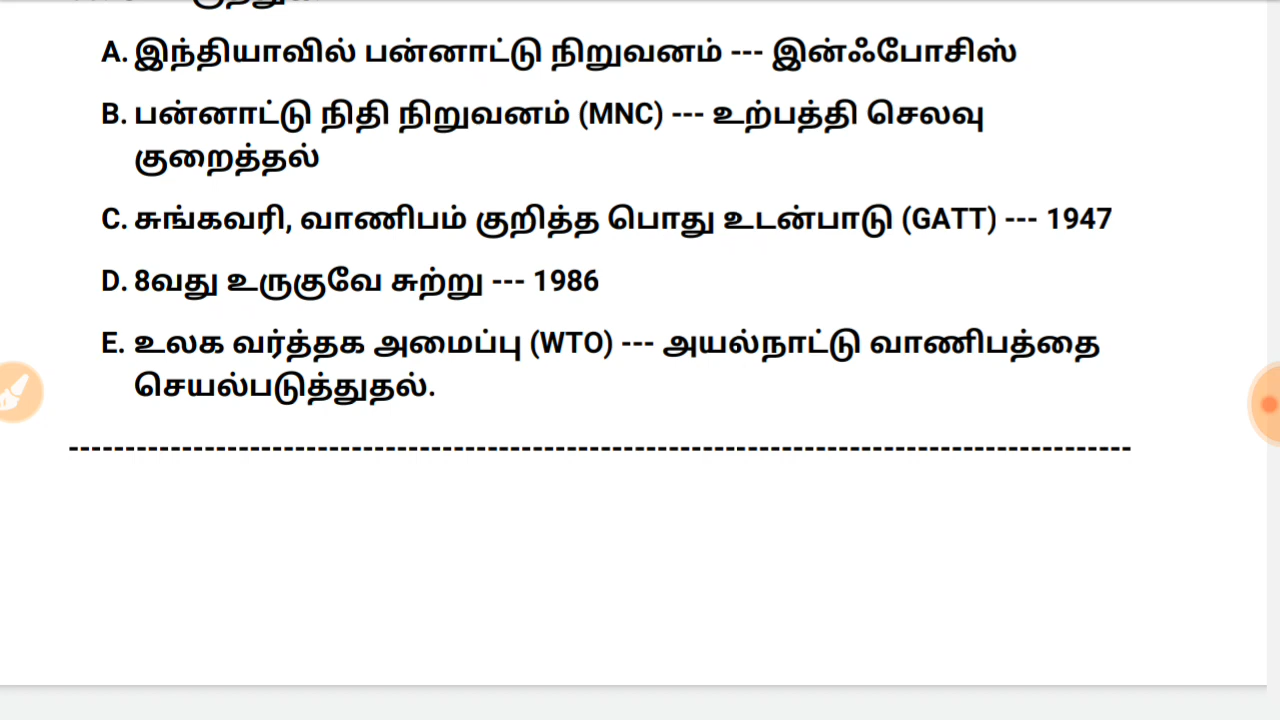 A. இந்தியாவில் பன்னாட்டு நிறுவனம் --- இன்ஃபோசிஸ்
B. பன்னாட்டு நிதி நிறுவனம் (MNC) --- உற்பத்தி செலவு
குறைத்தல்
C. சுங்கவரி, வாணிபம் குறித்த பொது உடன்பாடு (GATT) --- 1947
D. 8வது உருகுவே சுற்று --- 1986
E. உலக வர்த்தக அமைப்பு (WTO) --- அயல்நாட்டு வாணிபத்தை
செயல்படுத்துதல்.